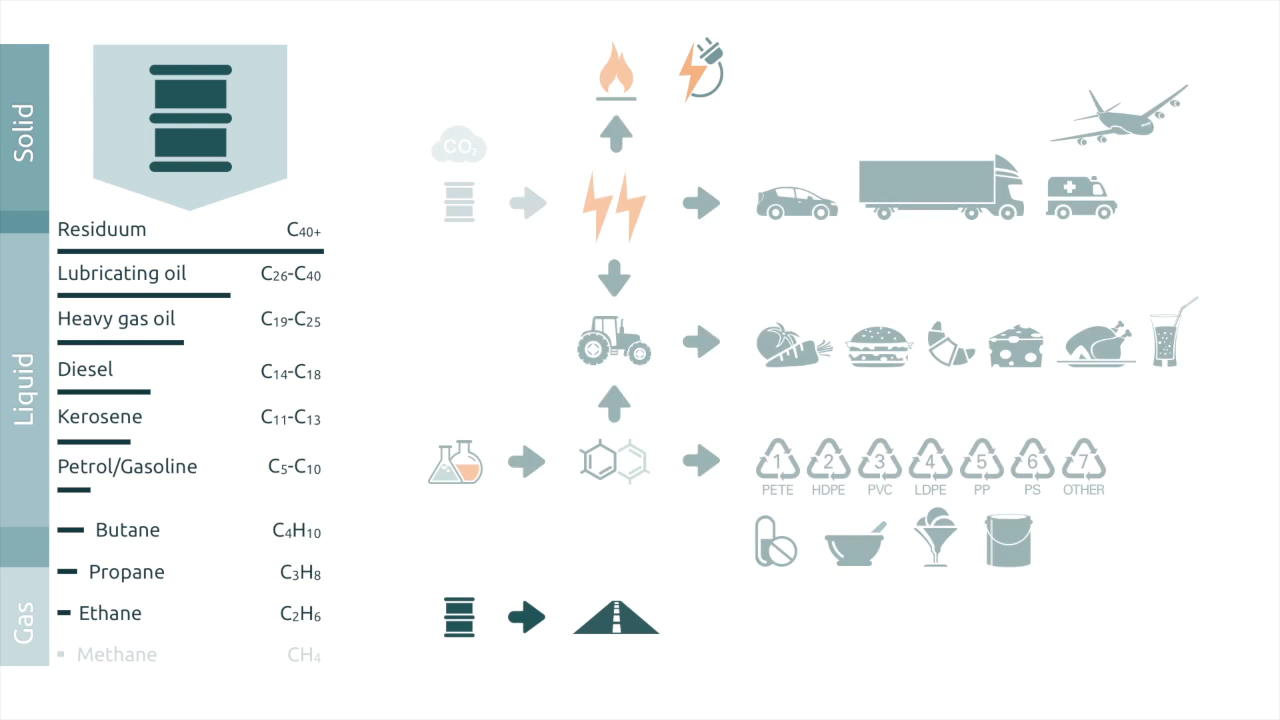 Solid
Liquid
Gas
Residuum C₄₀₊
Lubricating oil C₂₆-C₄₀
Heavy gas oil C₁₉-C₂₅
Diesel C₁₄-C₁₈
Kerosene C₁₁-C₁₃
Petrol/Gasoline C₅-C₁₀
Butane C₄H₁₀
Propane C₃H₈
Ethane C₂H₆
Methane CH₄
CO₂
1 2 3 4 5 6 7
PETE HDPE PVC LDPE PP PS OTHER